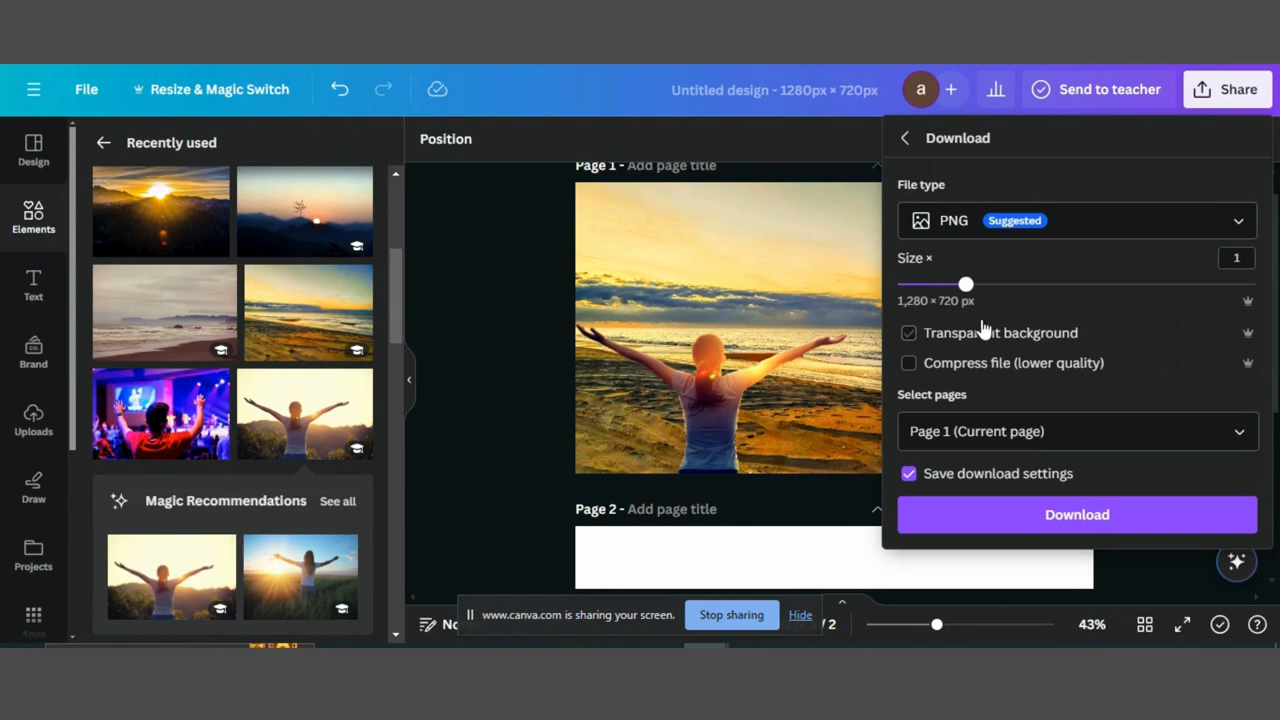 File
Resize & Magic Switch
Untitled design - 1280px × 720px
a
+
Send to teacher
Share
Design
Elements
Text
Brand
Uploads
Draw
Projects
Apps
CO.
Recently used
Magic Recommendations
See all
Position
Page 1 - Add page title
Page 2 - Add page title
Download
File type
PNG
Suggested
Size ×
1
1,280 × 720 px
Transparent background
Compress file (lower quality)
Select pages
Page 1 (Current page)
Save download settings
Download
www.canva.com is sharing your screen.
Stop sharing
Hide
/ 2
43%
?